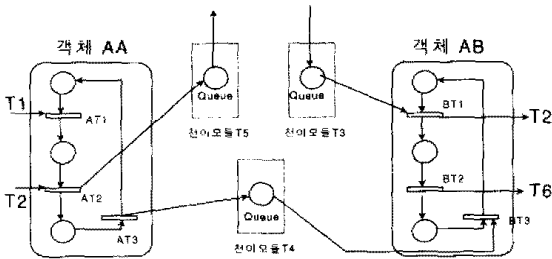 객체 AA
객체 AB
Queue
Queue
T1
AT1
천이모듈T5
천이모듈T3
BT1
T2
T2
AT2
BT2
T6
Queue
AT3
BT3
천이모듈T4